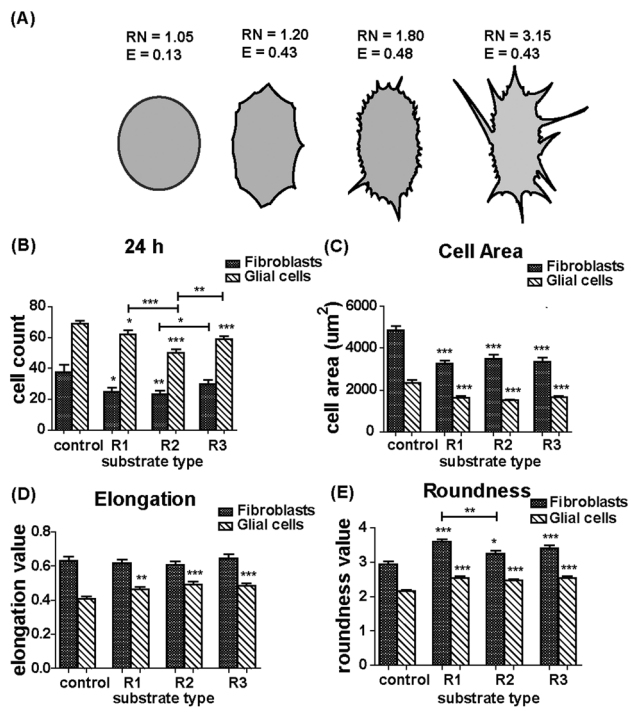 (A)
RN = 1.05 RN = 1.20 RN = 1.80 RN = 3.15
E = 0.13 E = 0.43 E = 0.48 E = 0.43
(B) 24 h
Fibroblasts
Glial cells
cell count
80
60
40
20
0
*** **
*
* *** ***
* **
control R1 R2 R3
substrate type
(C) Cell Area
Fibroblasts
Glial cells
cell area (um²)
6000
4000
2000
0
*** *** ***
*** *** ***
control R1 R2 R3
substrate type
(D) Elongation
Fibroblasts
Glial cells
elongation value
0.8
0.6
0.4
0.2
0.0
** *** ***
control R1 R2 R3
substrate type
(E) Roundness
Fibroblasts
Glial cells
roundness value
4
3
2
1
0
**
*** * ***
*** *** ***
control R1 R2 R3
substrate type